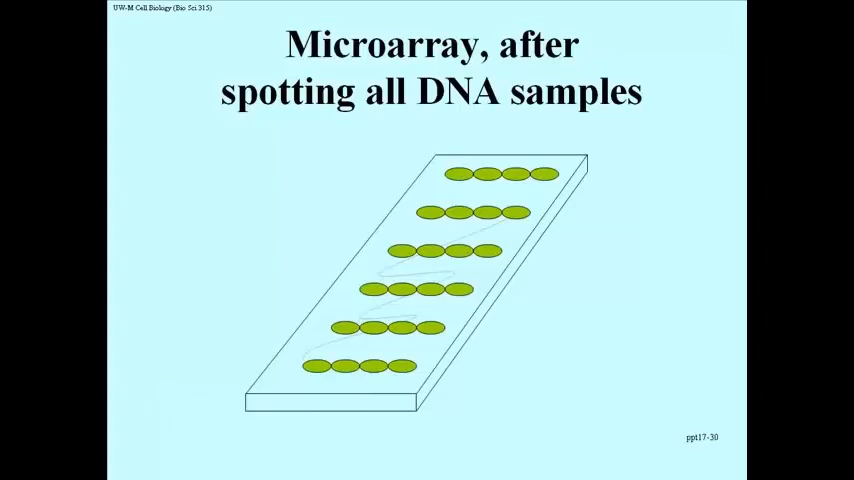 UW-M Cell Biology (Bio Sci 315)
Microarray, after
spotting all DNA samples
ppt17-30